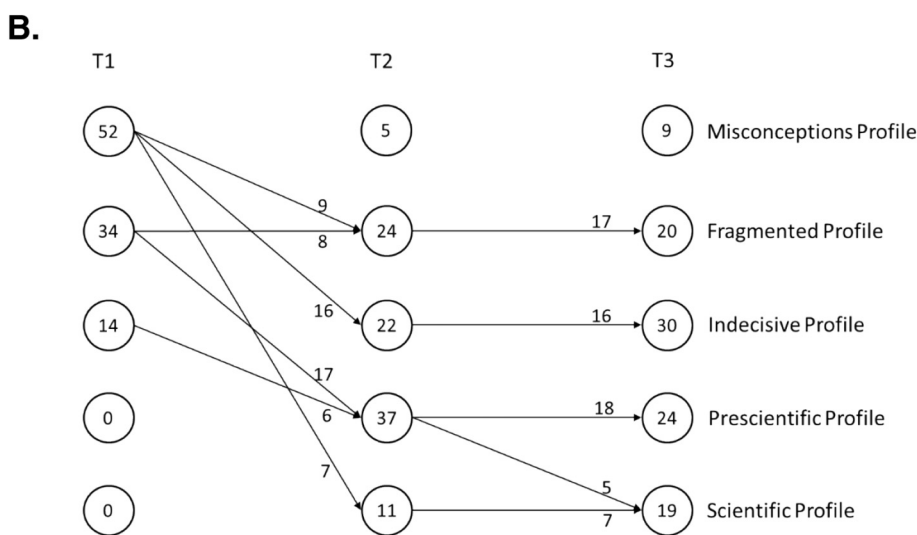 B.
T1 T2 T3
52 5 9 Misconceptions Profile
9
34 8 24 17 20 Fragmented Profile
16
14 22 16 30 Indecisive Profile
17
6
0 37 18 24 Prescientific Profile
7
5
0 11 7 19 Scientific Profile